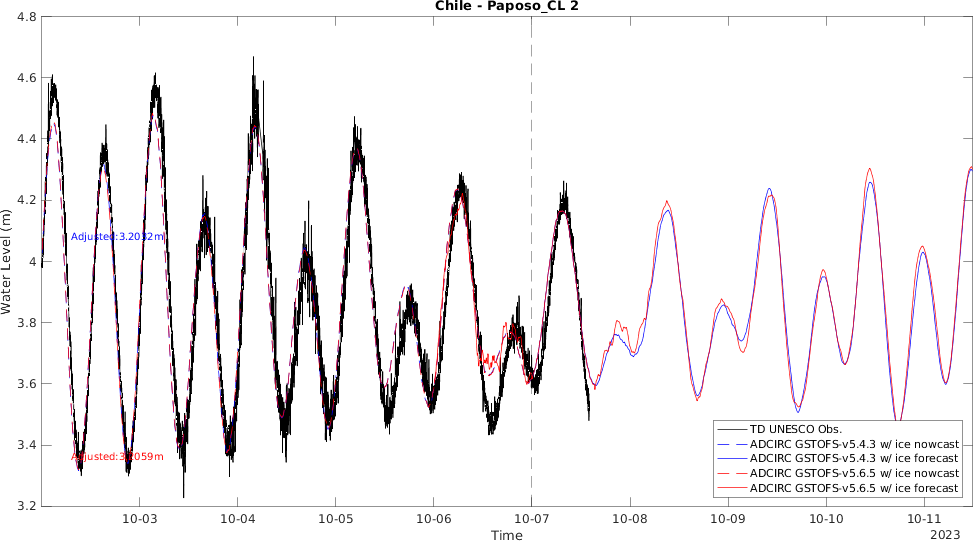 Chile - Paposo_CL 2
4.8
4.6
4.4
4.2
4
3.8
3.6
3.4
3.2
Water Level (m)
Adjusted:3.2032m
Adjusted:3.2059m
TD UNESCO Obs.
ADCIRC GSTOFS-v5.4.3 w/ ice nowcast
ADCIRC GSTOFS-v5.4.3 w/ ice forecast
ADCIRC GSTOFS-v5.6.5 w/ ice nowcast
ADCIRC GSTOFS-v5.6.5 w/ ice forecast
10-03 10-04 10-05 10-06 10-07 10-08 10-09 10-10 10-11
Time
2023